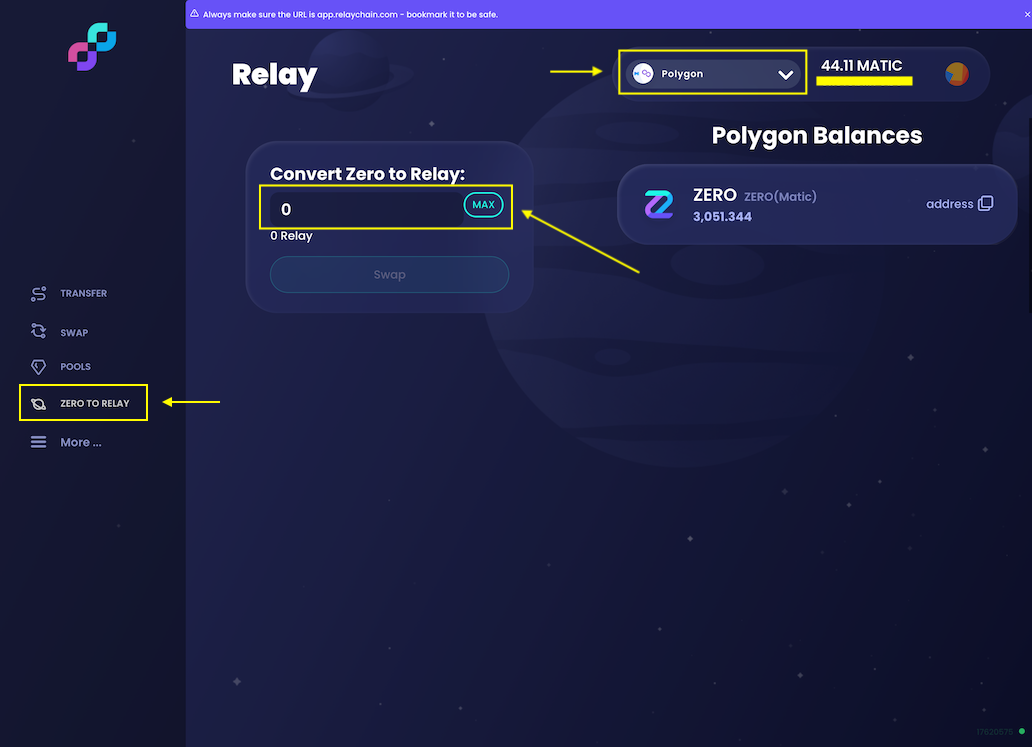 Always make sure the URL is app.relaychain.com - bookmark it to be safe.
Relay
Polygon
44.11 MATIC
Polygon Balances
Convert Zero to Relay:
0
MAX
0 Relay
Swap
ZERO ZERO(Matic)
3,051.344
address
TRANSFER
SWAP
POOLS
ZERO TO RELAY
More ...
17620579